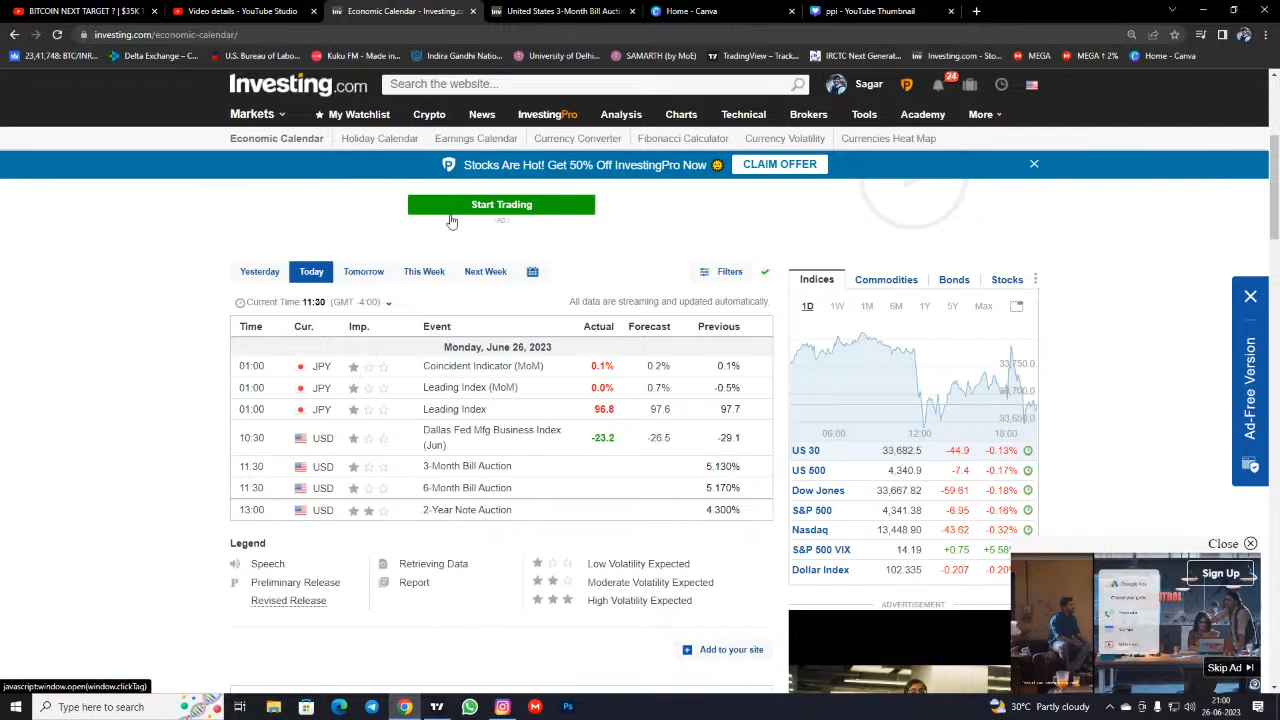 BITCOIN NEXT TARGET ? | $35K
Video details - YouTube Studio
Economic Calendar - Investing.c
United States 3-Month Bill Auctio
Home - Canva
ppi - YouTube Thumbnail
investing.com/economic-calendar/
23,41,748: BTC/INR...
Delta Exchange – C...
U.S. Bureau of Lab...
Kuku FM - Made in...
Indira Gandhi Natio...
University of Delhi...
SAMARTH (by MoE)
TradingView – Track...
IRCTC Next Generat...
Investing.com - Sto...
MEGA
MEGA ↑ 2%
Home - Canva
Investing.com
Search the website...
Sagar
24
Markets
My Watchlist
Crypto
News
InvestingPro
Analysis
Charts
Technical
Brokers
Tools
More
Economic Calendar
Holiday Calendar
Earnings Calendar
Currency Converter
Fibonacci Calculator
Currency Volatility
Currencies Heat Map
Stocks Are Hot! Get 50% Off InvestingPro Now 🌞 CLAIM OFFER
Start Trading
(AD)
Yesterday Today Tomorrow This Week Next Week Filters
Current Time: 11:30 (GMT -4:00) All data are streaming and updated automatically.
Time Cur. Imp. Event Actual Forecast Previous
Monday, June 26, 2023
01:00 JPY Coincident Indicator (MoM) 0.1% 0.2% 0.1%
01:00 JPY Leading Index (MoM) 0.0% 0.7% -0.5%
01:00 JPY Leading Index 96.8 97.6 97.7
10:30 USD Dallas Fed Mfg Business Index (Jun) -23.2 -26.5 -29.1
11:30 USD 3-Month Bill Auction 5.130%
11:30 USD 6-Month Bill Auction 5.170%
13:00 USD 2-Year Note Auction 4.300%
Legend
Speech Retrieving Data Low Volatility Expected
Preliminary Release Report Moderate Volatility Expected
Revised Release High Volatility Expected
Add to your site
Indices Commodities Bonds Stocks
1D 1W 1M 6M 1Y 5Y Max
33,750.0
06:00 12:00 18:00
US 30 33,682.5 -44.9 -0.13%
US 500 4,340.9 -7.4 -0.17%
Dow Jones 33,667.82 -59.61 -0.18%
S&P 500 4,341.38 -6.95 -0.16%
Nasdaq 13,448.90 -43.62 -0.32%
S&P 500 VIX 14.19 +0.75 +5.58
Dollar Index 102.335 -0.207
ADVERTISEMENT
Ad-Free Version
Close
Sign Up
Google Ads
Skip Ad
javascript:window.open(window.clickTag)
Type here to search
30°C Partly cloudy
21:00
26-06-2023